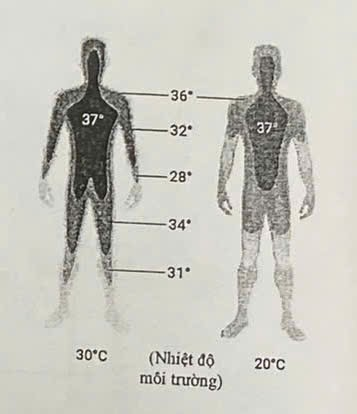 36°
37°
37°
32°
28°
34°
31°
30°C
(Nhiệt độ
môi trường)
20°C